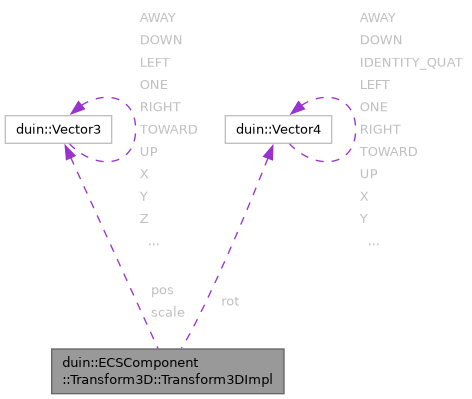 AWAY
DOWN
LEFT
ONE
RIGHT
TOWARD
UP
X
Y
Z
...
AWAY
DOWN
IDENTITY_QUAT
LEFT
ONE
RIGHT
TOWARD
UP
X
Y
...
duin::Vector3
duin::Vector4
pos
scale
rot
duin::ECSComponent
::Transform3D::Transform3DImpl